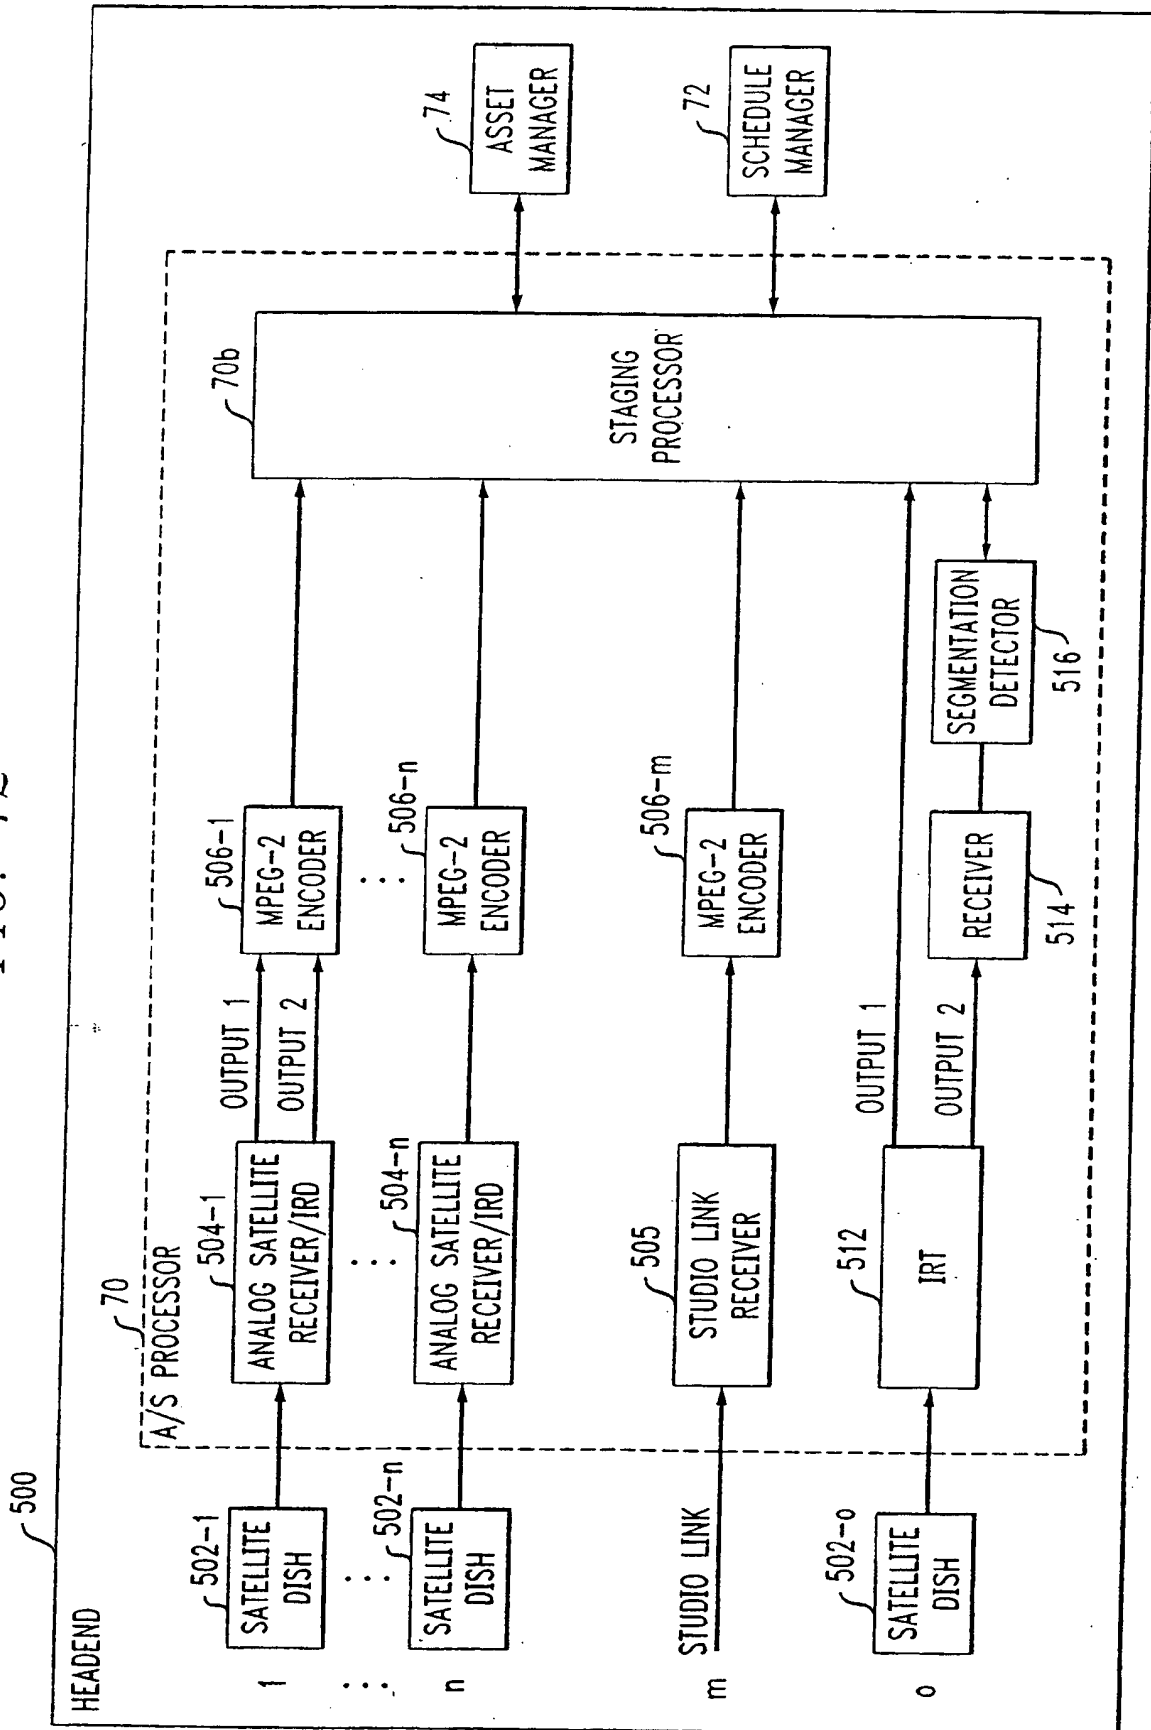 500
HEADEND
70
A/S PROCESSOR
1
SATELLITE
DISH
502-1
504-1
ANALOG SATELLITE
RECEIVER/IRD
OUTPUT 1
OUTPUT 2
506-1
MPEG-2
ENCODER
n
SATELLITE
DISH
502-n
504-n
ANALOG SATELLITE
RECEIVER/IRD
506-n
MPEG-2
ENCODER
m
STUDIO LINK
505
STUDIO LINK
RECEIVER
506-m
MPEG-2
ENCODER
o
SATELLITE
DISH
502-o
512
IRT
OUTPUT 1
OUTPUT 2
RECEIVER
514
SEGMENTATION
DETECTOR
516
70b
STAGING
PROCESSOR
74
ASSET
MANAGER
72
SCHEDULE
MANAGER